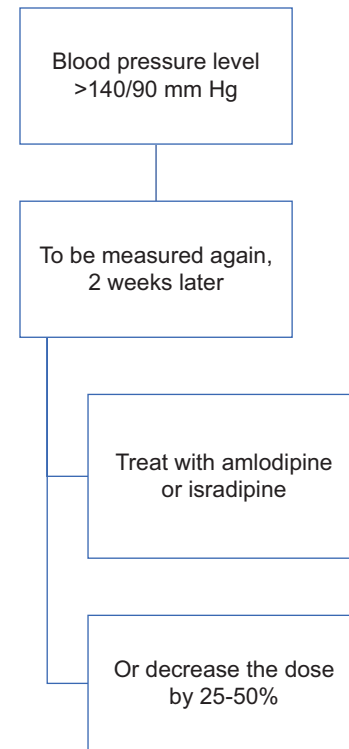 Blood pressure level
>140/90 mm Hg
To be measured again,
2 weeks later
Treat with amlodipine
or isradipine
Or decrease the dose
by 25-50%